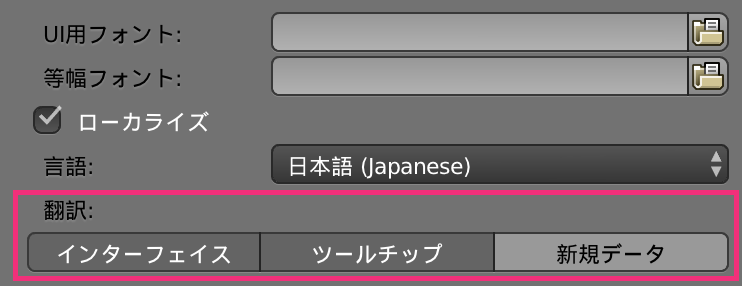 UI用フォント:
等幅フォント:
ローカライズ
言語: 日本語 (Japanese)
翻訳:
インターフェイス ツールチップ 新規データ